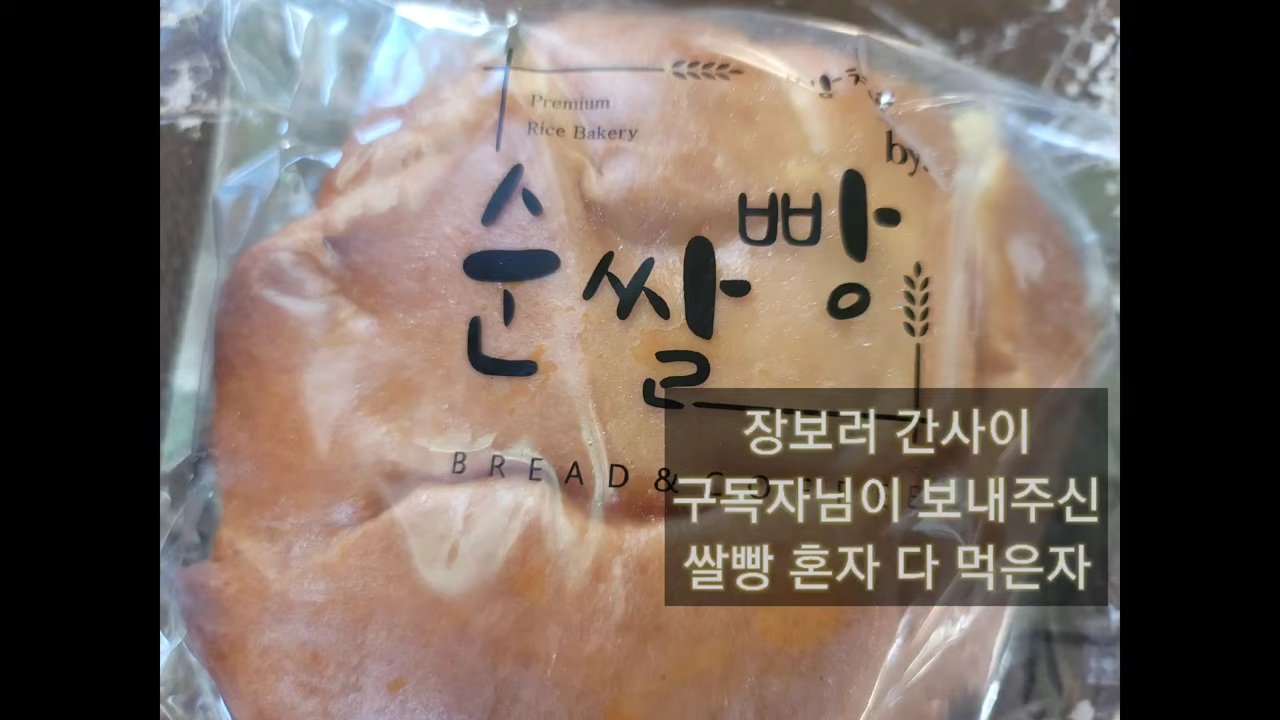 Premium
Rice Bakery
by.
순쌀빵
BREAD & COFFEE
장보러 간사이
구독자님이 보내주신
쌀빵 혼자 다 먹은자